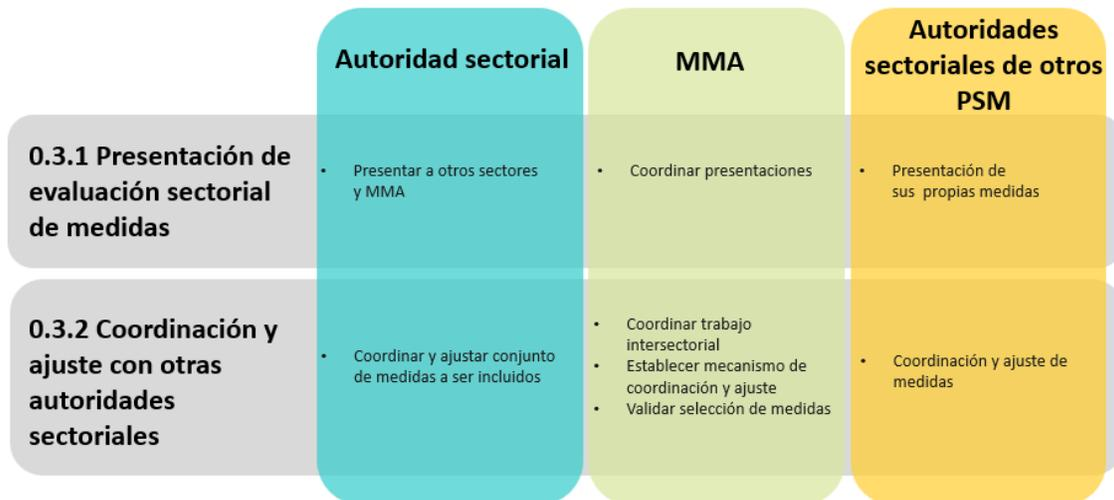 Autoridad sectorial
MMA
Autoridades
sectoriales de otros
PSM
0.3.1 Presentación de
evaluación sectorial
de medidas
• Presentar a otros sectores
y MMA
• Coordinar presentaciones
• Presentación de
sus propias medidas
0.3.2 Coordinación y
ajuste con otras
autoridades
sectoriales
• Coordinar y ajustar conjunto
de medidas a ser incluidos
• Coordinar trabajo
intersectorial
• Establecer mecanismo de
coordinación y ajuste
• Validar selección de medidas
• Coordinación y ajuste de
medidas